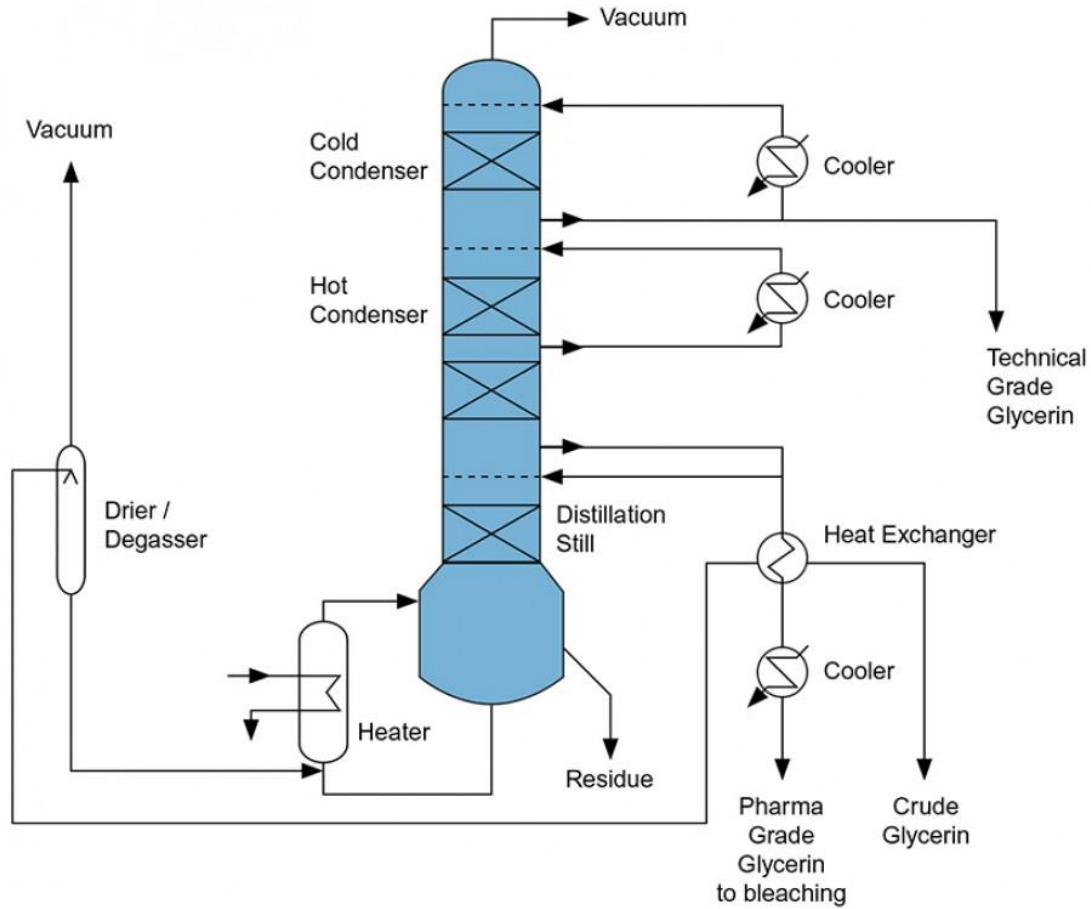 Vacuum
Vacuum
Cold
Condenser
Cooler
Hot
Condenser
Cooler
Technical
Grade
Glycerin
Drier /
Degasser
Distillation
Still
Heat Exchanger
Cooler
Heater
Residue
Pharma
Grade
Glycerin
to bleaching
Crude
Glycerin